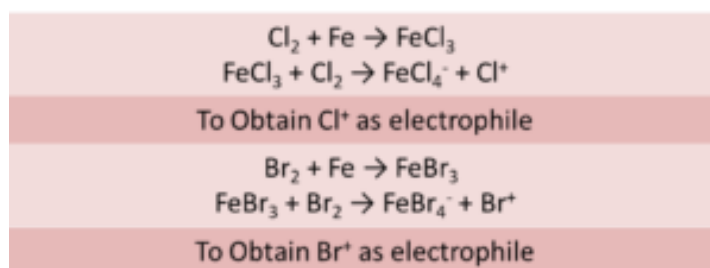 Cl₂ + Fe → FeCl₃
FeCl₃ + Cl₂ → FeCl₄⁻ + Cl⁺
To Obtain Cl⁺ as electrophile
Br₂ + Fe → FeBr₃
FeBr₃ + Br₂ → FeBr₄⁻ + Br⁺
To Obtain Br⁺ as electrophile